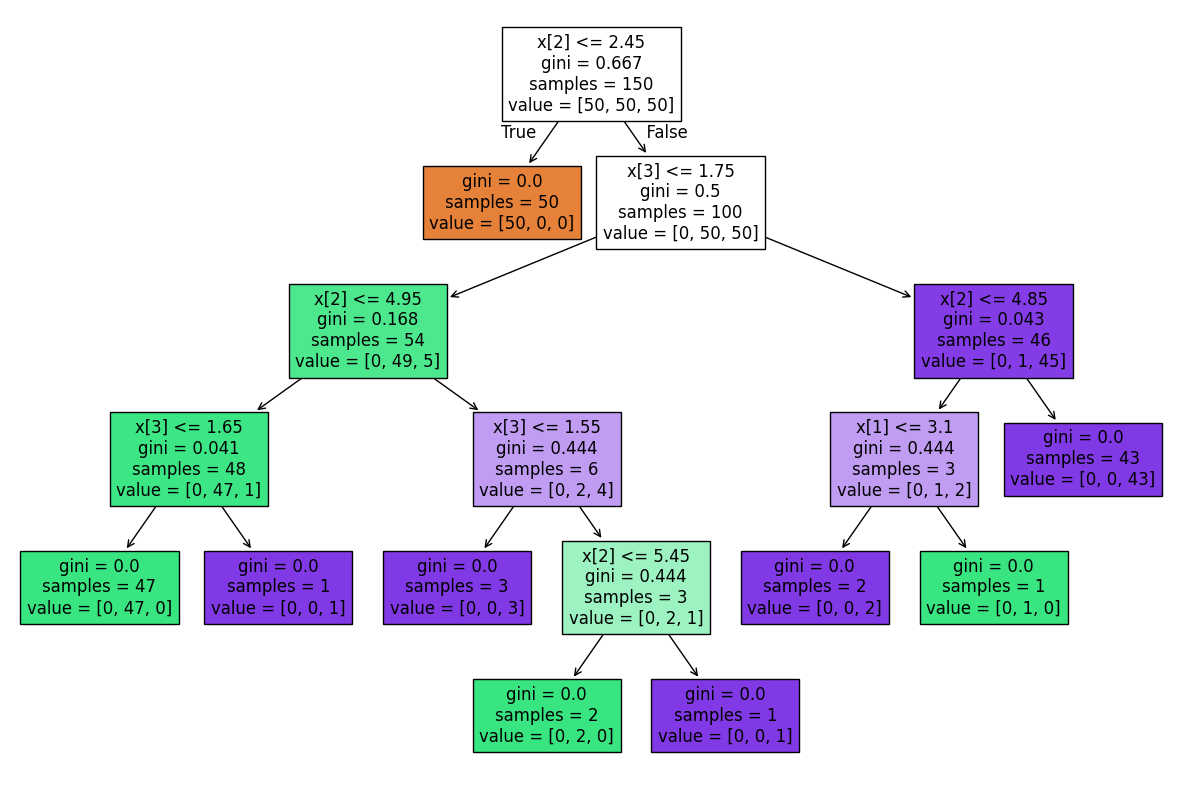 x[2] <= 2.45
gini = 0.667
samples = 150
value = [50, 50, 50]
True
False
gini = 0.0
samples = 50
value = [50, 0, 0]
x[3] <= 1.75
gini = 0.5
samples = 100
value = [0, 50, 50]
x[2] <= 4.95
gini = 0.168
samples = 54
value = [0, 49, 5]
x[2] <= 4.85
gini = 0.043
samples = 46
value = [0, 1, 45]
x[3] <= 1.65
gini = 0.041
samples = 48
value = [0, 47, 1]
x[3] <= 1.55
gini = 0.444
samples = 6
value = [0, 2, 4]
x[1] <= 3.1
gini = 0.444
samples = 3
value = [0, 1, 2]
gini = 0.0
samples = 43
value = [0, 0, 43]
gini = 0.0
samples = 47
value = [0, 47, 0]
gini = 0.0
samples = 1
value = [0, 0, 1]
gini = 0.0
samples = 3
value = [0, 0, 3]
x[2] <= 5.45
gini = 0.444
samples = 3
value = [0, 2, 1]
gini = 0.0
samples = 2
value = [0, 0, 2]
gini = 0.0
samples = 1
value = [0, 1, 0]
gini = 0.0
samples = 2
value = [0, 2, 0]
gini = 0.0
samples = 1
value = [0, 0, 1]